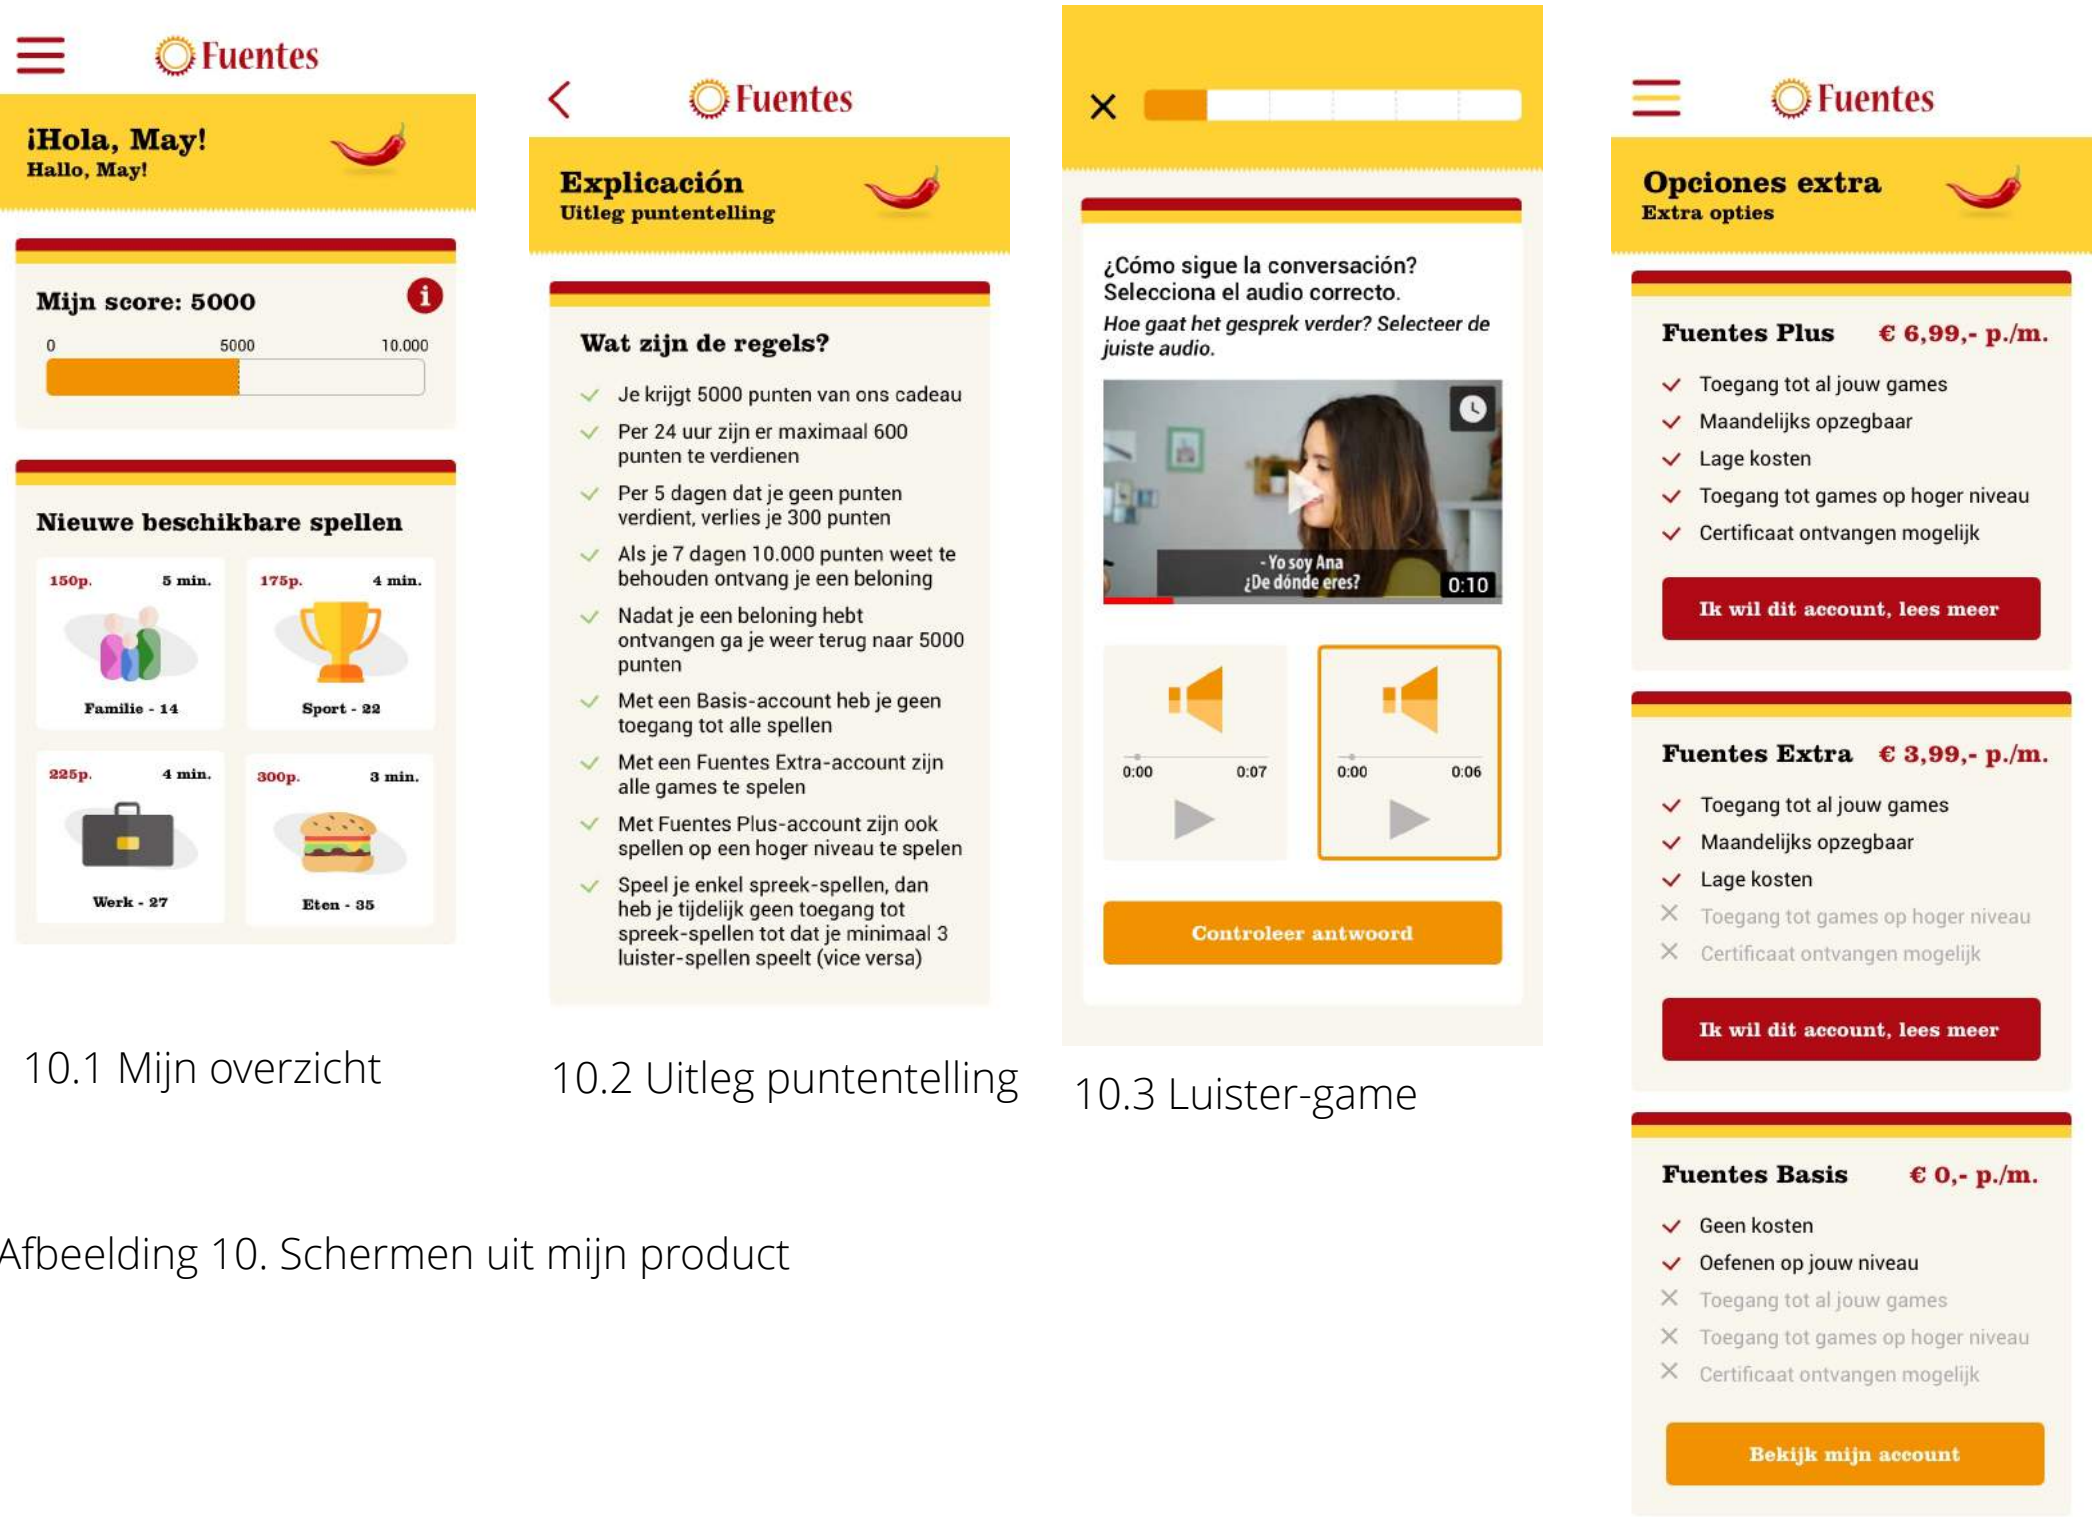 Fuentes
¡Hola, May!
Hallo, May!
Mijn score: 5000
i
0 5000 10.000
Nieuwe beschikbare spellen
150p. 5 min.
Familie - 14
175p. 4 min.
Sport - 22
225p. 4 min.
Werk - 27
300p. 3 min.
Eten - 35
10.1 Mijn overzicht
Fuentes
Explicación
Uitleg puntentelling
Wat zijn de regels?
Je krijgt 5000 punten van ons cadeau
Per 24 uur zijn er maximaal 600
punten te verdienen
Per 5 dagen dat je geen punten
verdient, verlies je 300 punten
Als je 7 dagen 10.000 punten weet te
behouden ontvang je een beloning
Nadat je een beloning hebt
ontvangen ga je weer terug naar 5000
punten
Met een Basis-account heb je geen
toegang tot alle spellen
Met een Fuentes Extra-account zijn
alle games te spelen
Met Fuentes Plus-account zijn ook
spellen op een hoger niveau te spelen
Speel je enkel spreek-spellen, dan
heb je tijdelijk geen toegang tot
spreek-spellen tot dat je minimaal 3
luister-spellen speelt (vice versa)
10.2 Uitleg puntentelling
¿Cómo sigue la conversación?
Selecciona el audio correcto.
Hoe gaat het gesprek verder? Selecteer de
juiste audio.
- Yo soy Ana
¿De dónde eres?
0:10
0:00 0:07
0:00 0:06
Controleer antwoord
10.3 Luister-game
Fuentes
Opciones extra
Extra opties
Fuentes Plus € 6,99,- p./m.
Toegang tot al jouw games
Maandelijks opzegbaar
Lage kosten
Toegang tot games op hoger niveau
Certificaat ontvangen mogelijk
Ik wil dit account, lees meer
Fuentes Extra € 3,99,- p./m.
Toegang tot al jouw games
Maandelijks opzegbaar
Lage kosten
Toegang tot games op hoger niveau
Certificaat ontvangen mogelijk
Ik wil dit account, lees meer
Fuentes Basis € 0,- p./m.
Geen kosten
Oefenen op jouw niveau
Toegang tot al jouw games
Toegang tot games op hoger niveau
Certificaat ontvangen mogelijk
Bekijk mijn account
Afbeelding 10. Schermen uit mijn product